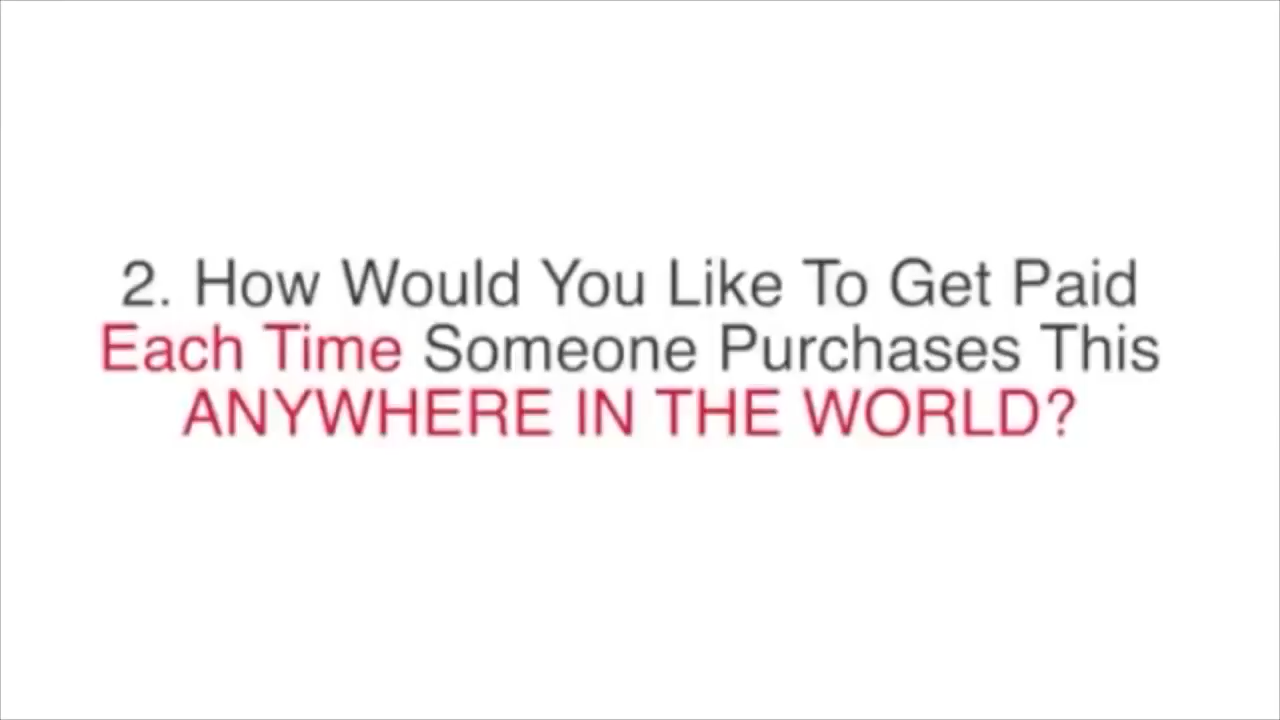 2. How Would You Like To Get Paid
Each Time Someone Purchases This
ANYWHERE IN THE WORLD?